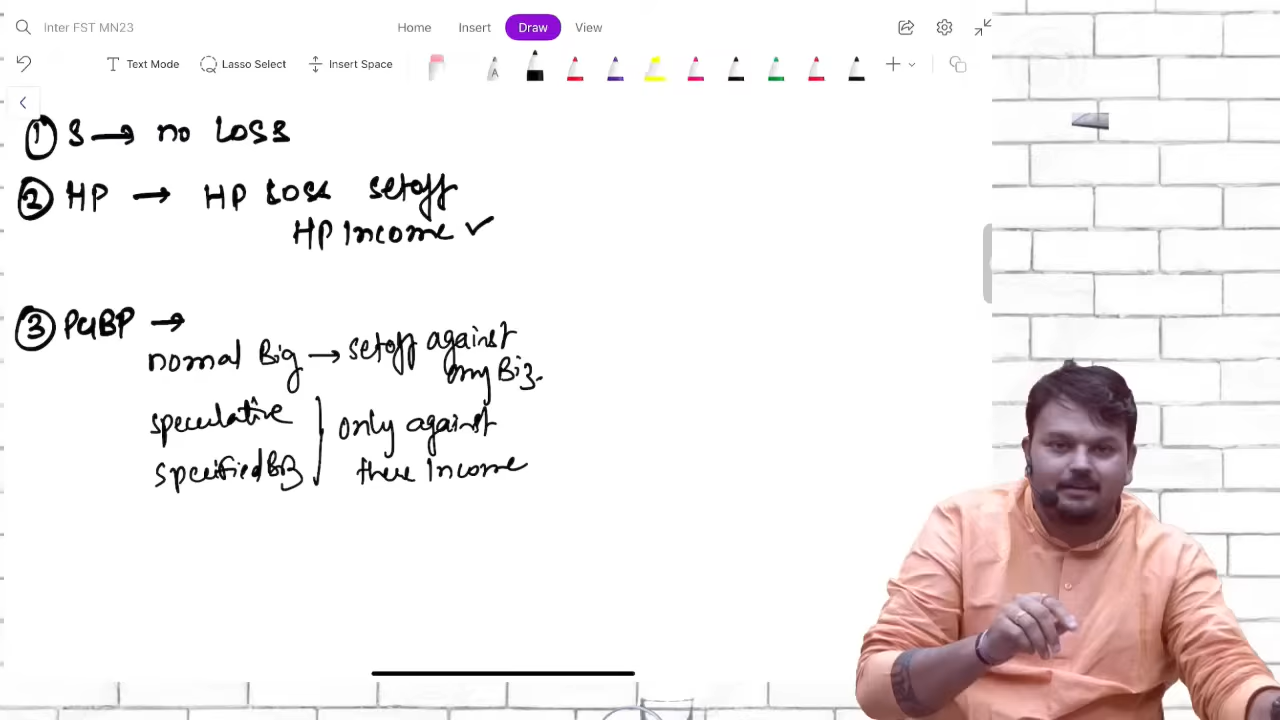 Inter FST MN23
Home Insert Draw View
Text Mode Lasso Select Insert Space
A
① S → no Loss
② HP → HP Loss setoff
HP Income ✓
③ PGBP →
normal Biz → setoff against
any Biz.
speculative } only against
specified Biz } there Income